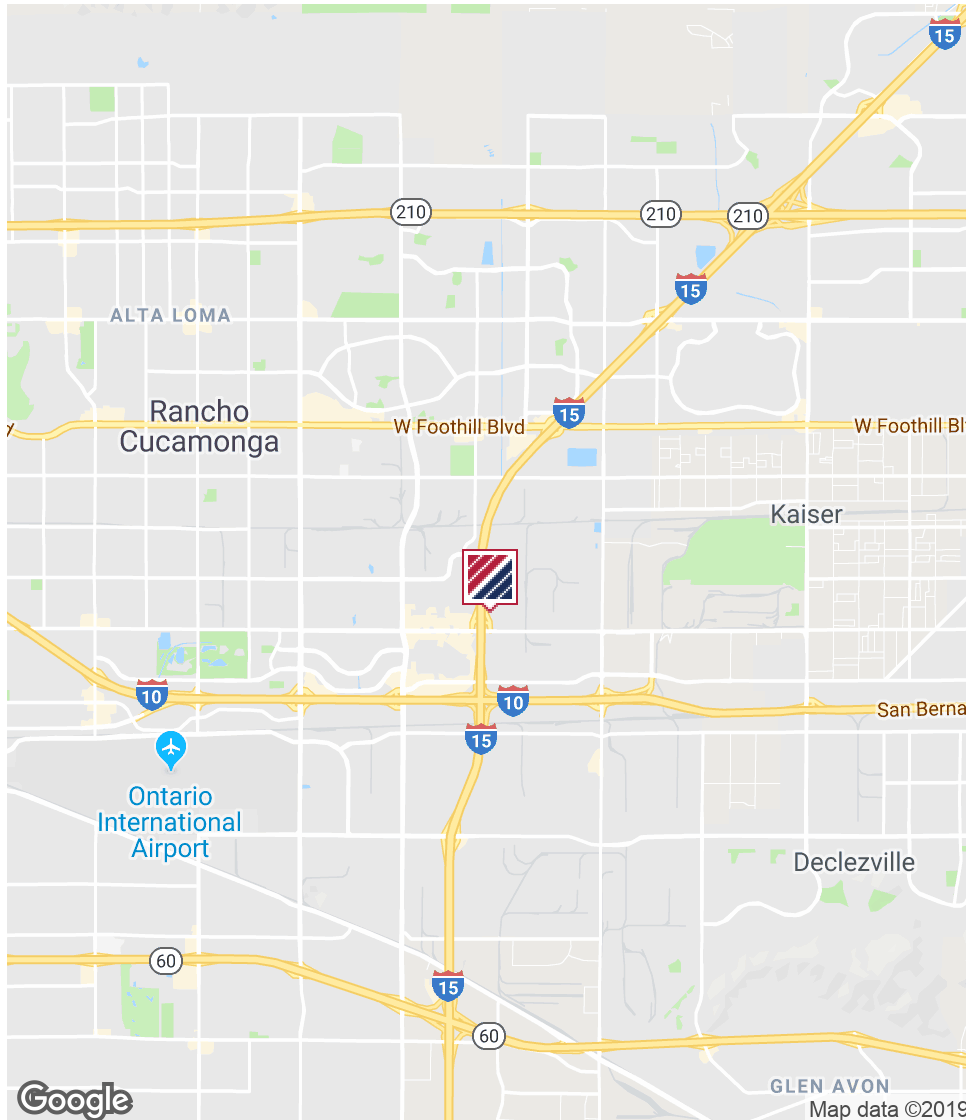 15
210
210
210
15
ALTA LOMA
Rancho
Cucamonga
15
W Foothill Blvd
W Foothill Bl
Kaiser
10
10
San Berna
15
Ontario
International
Airport
Declezville
60
15
60
GLEN AVON
Google
Map data ©2019